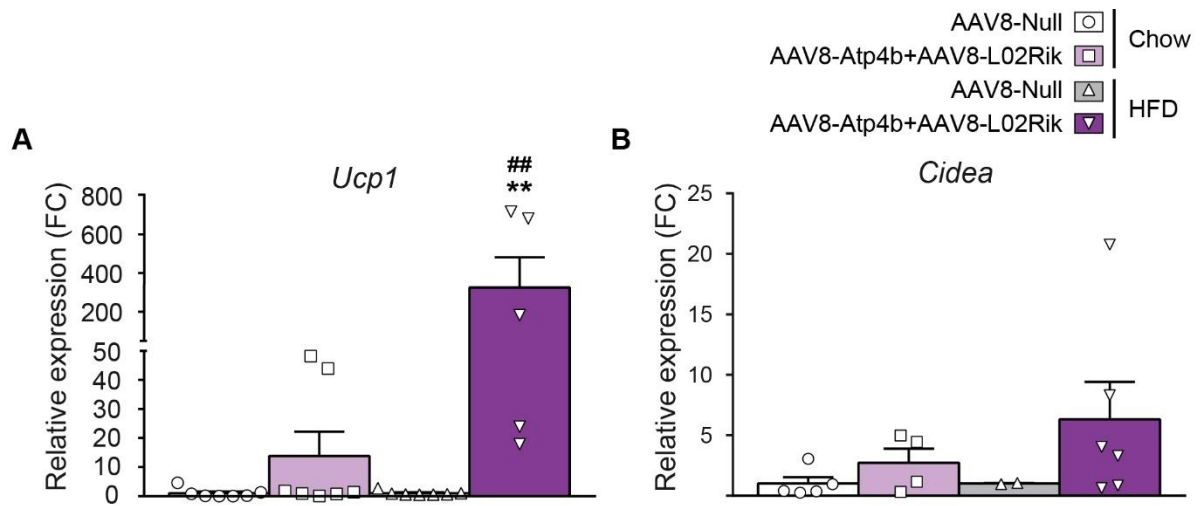 AAV8-Null
AAV8-Atp4b+AAV8-L02Rik
Chow
AAV8-Null
AAV8-Atp4b+AAV8-L02Rik
HFD
A
Ucp1
Relative expression (FC)
800
600
400
200
50
40
30
20
10
0
##
**
B
Cidea
Relative expression (FC)
25
20
15
10
5